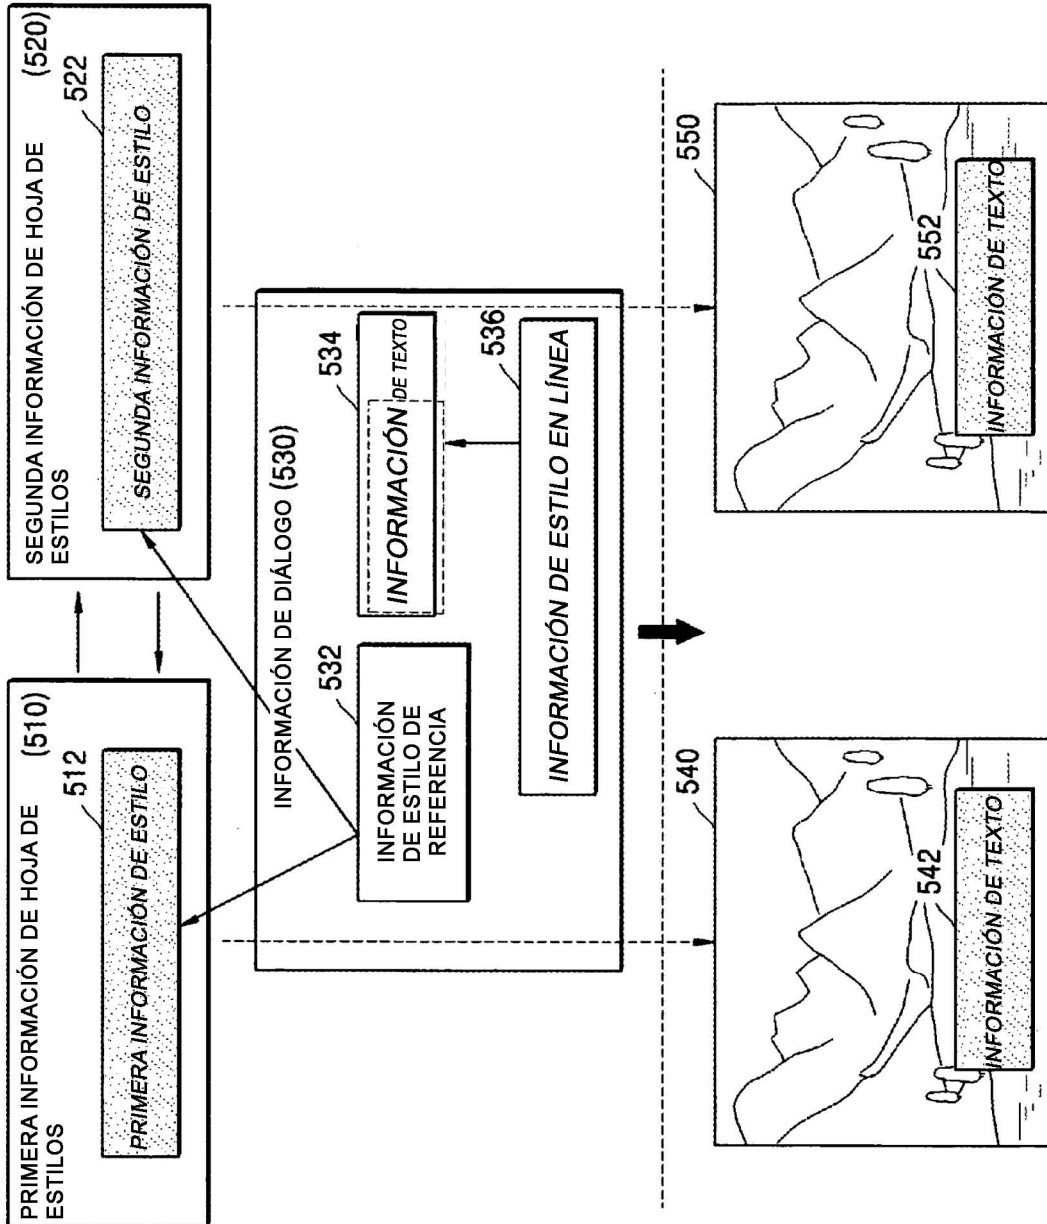 PRIMERA INFORMACIÓN DE HOJA DE
ESTILOS
(510)
512
PRIMERA INFORMACIÓN DE ESTILO
SEGUNDA INFORMACIÓN DE HOJA DE
ESTILOS
(520)
522
SEGUNDA INFORMACIÓN DE ESTILO
INFORMACIÓN DE DIÁLOGO (530)
532
INFORMACIÓN
DE ESTILO DE
REFERENCIA
534
INFORMACIÓN DE TEXTO
536
INFORMACIÓN DE ESTILO EN LÍNEA
540
542
INFORMACIÓN DE TEXTO
550
552
INFORMACIÓN DE TEXTO